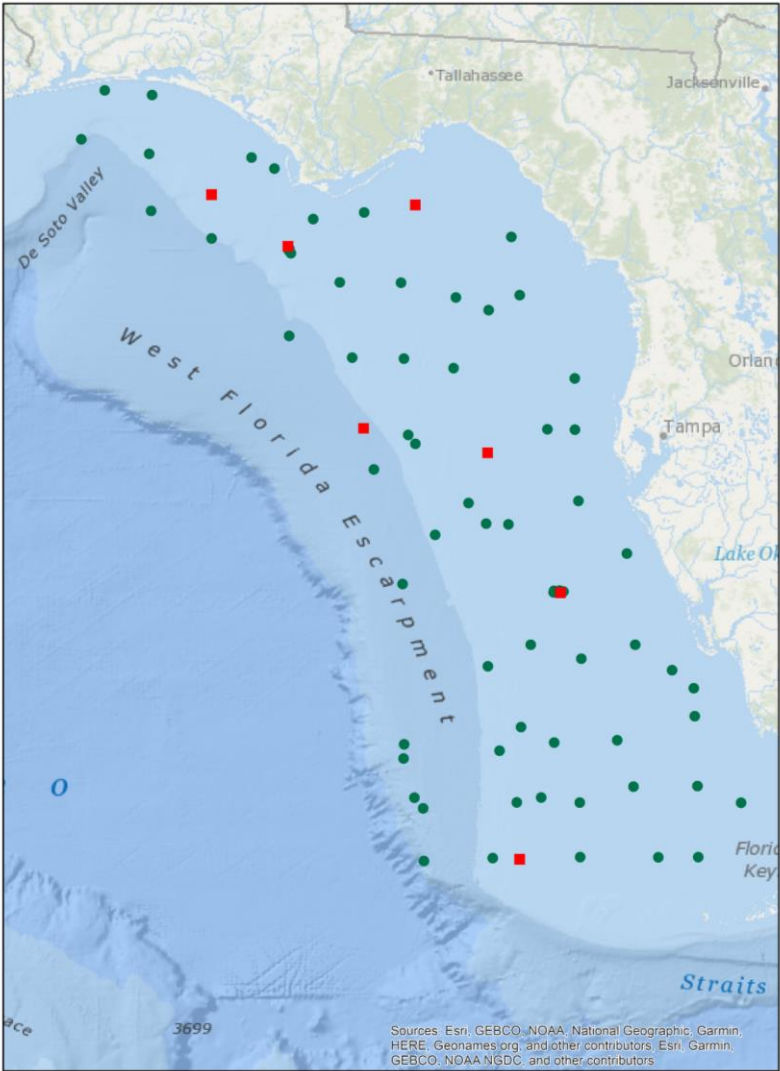 Tallahassee
Jacksonville
De Soto Valley
Orlan
West Florida Escarpment
Tampa
Lake Ok
O
Florid
Keys
Straits
ace
3699
Sources: Esri, GEBCO, NOAA, National Geographic, Garmin,
HERE, Geonames.org, and other contributors, Esri, Garmin,
GEBCO, NOAA NGDC, and other contributors